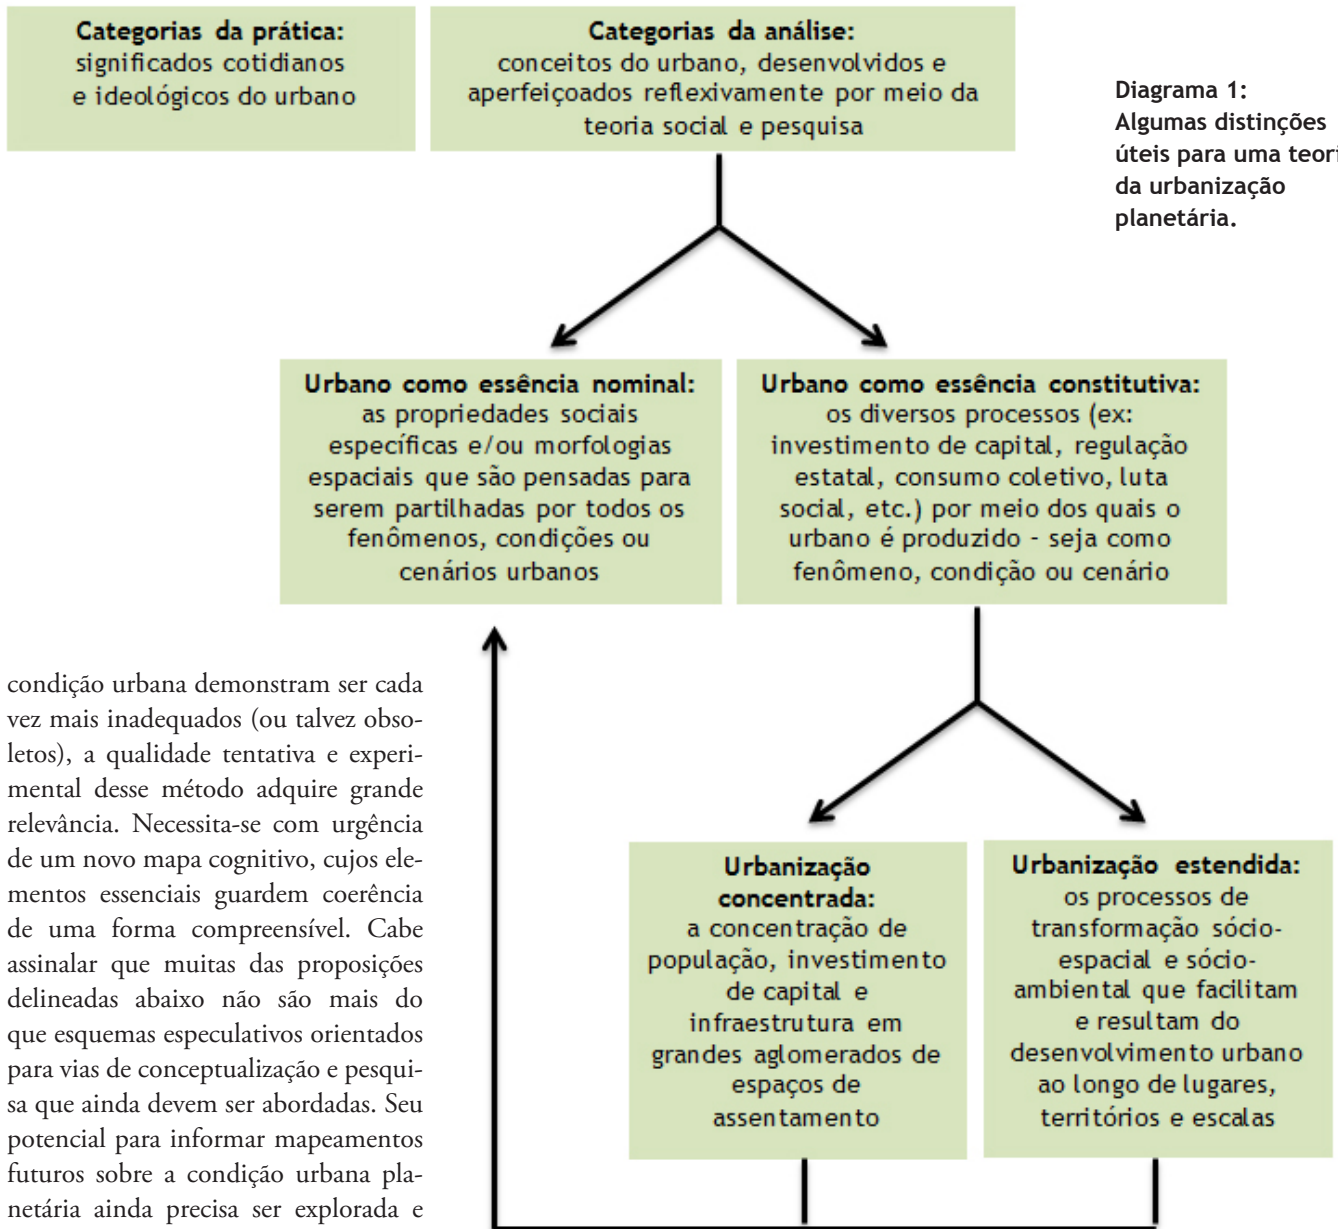 Categorias da prática:
significados cotidianos
e ideológicos do urbano
Categorias da análise:
conceitos do urbano, desenvolvidos e
aperfeiçoados reflexivamente por meio da
teoria social e pesquisa
Diagrama 1:
Algumas distinções
úteis para uma teori
da urbanização
planetária.
Urbano como essência nominal:
as propriedades sociais
específicas e/ou morfologias
espaciais que são pensadas para
serem partilhadas por todos os
fenômenos, condições ou
cenários urbanos
Urbano como essência constitutiva:
os diversos processos (ex:
investimento de capital, regulação
estatal, consumo coletivo, luta
social, etc.) por meio dos quais o
urbano é produzido - seja como
fenômeno, condição ou cenário
condição urbana demonstram ser cada
vez mais inadequados (ou talvez obso-
letos), a qualidade tentativa e experi-
mental desse método adquire grande
relevância. Necessita-se com urgência
de um novo mapa cognitivo, cujos ele-
mentos essenciais guardem coerência
de uma forma compreensível. Cabe
assinalar que muitas das proposições
delineadas abaixo não são mais do
que esquemas especulativos orientados
para vias de conceptualização e pesqui-
sa que ainda devem ser abordadas. Seu
potencial para informar mapeamentos
futuros sobre a condição urbana pla-
netária ainda precisa ser explorada e
Urbanização
concentrada:
a concentração de
população, investimento
de capital e
infraestrutura em
grandes aglomerados de
espaços de
assentamento
Urbanização estendida:
os processos de
transformação sócio-
espacial e sócio-
ambiental que facilitam
e resultam do
desenvolvimento urbano
ao longo de lugares,
territórios e escalas